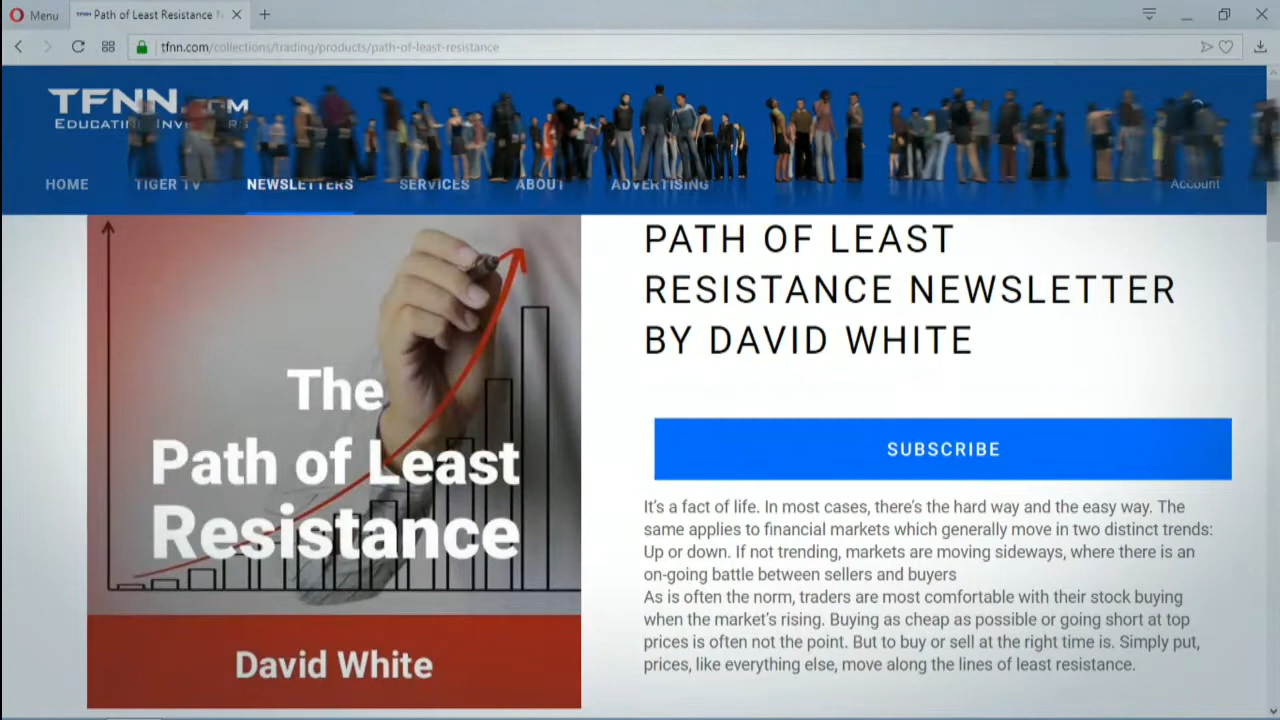 Menu
Path of Least Resistance
tfnn.com/collections/trading/products/path-of-least-resistance
TFNN.COM
EDUCATING INVESTORS
HOME TIGER TV NEWSLETTERS SERVICES ABOUT ADVERTISING Account
The
Path of Least
Resistance
David White
PATH OF LEAST
RESISTANCE NEWSLETTER
BY DAVID WHITE
SUBSCRIBE
It's a fact of life. In most cases, there's the hard way and the easy way. The
same applies to financial markets which generally move in two distinct trends:
Up or down. If not trending, markets are moving sideways, where there is an
on-going battle between sellers and buyers
As is often the norm, traders are most comfortable with their stock buying
when the market's rising. Buying as cheap as possible or going short at top
prices is often not the point. But to buy or sell at the right time is. Simply put,
prices, like everything else, move along the lines of least resistance.